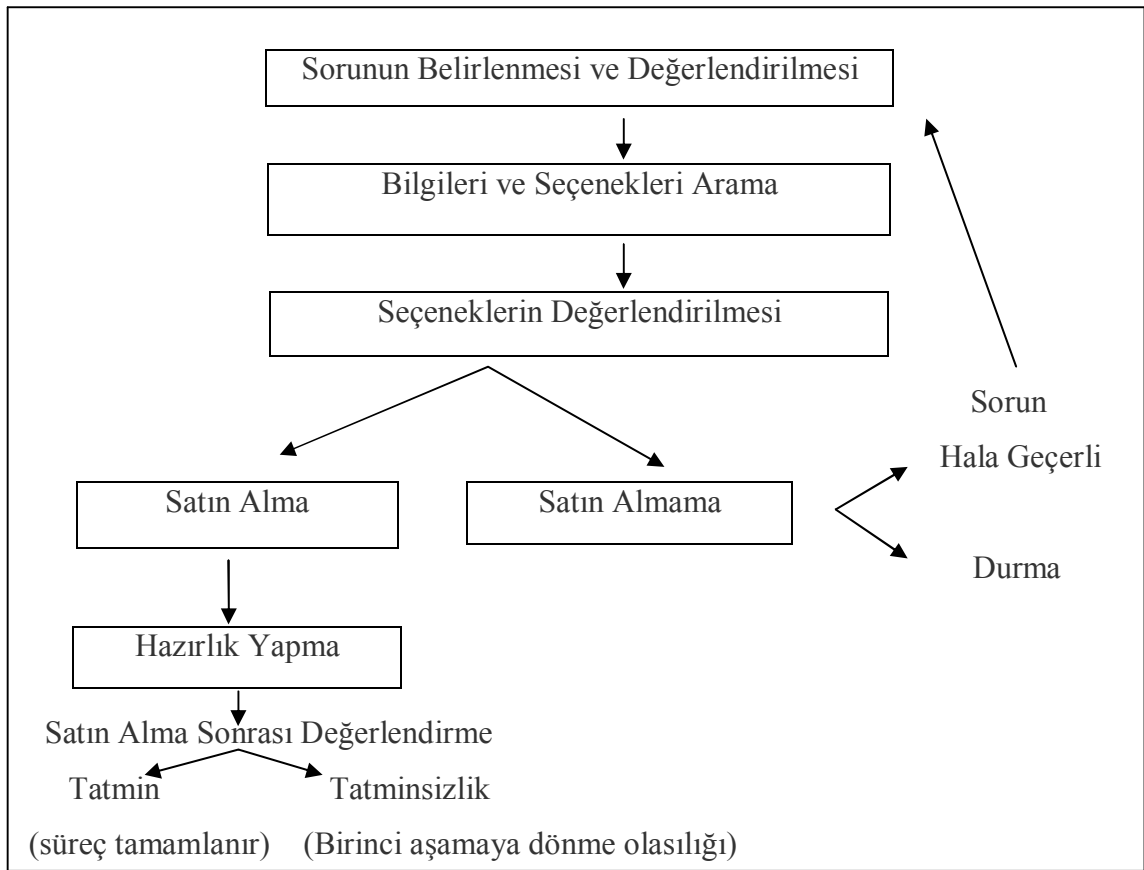 Sorunun Belirlenmesi ve Değerlendirilmesi
Bilgileri ve Seçenekleri Arama
Seçeneklerin Değerlendirilmesi
Sorun
Hala Geçerli
Satın Alma
Satın Almama
Durma
Hazırlık Yapma
Satın Alma Sonrası Değerlendirme
Tatmin
Tatminsizlik
(süreç tamamlanır)
(Birinci aşamaya dönme olasılığı)